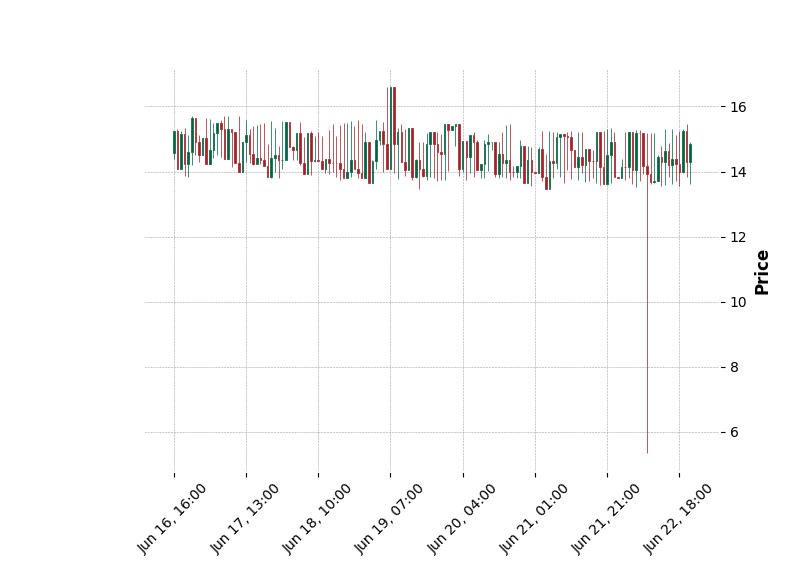 16
14
12
10
8
6
Price
Jun 16, 16:00
Jun 17, 13:00
Jun 18, 10:00
Jun 19, 07:00
Jun 20, 04:00
Jun 21, 01:00
Jun 21, 21:00
Jun 22, 18:00